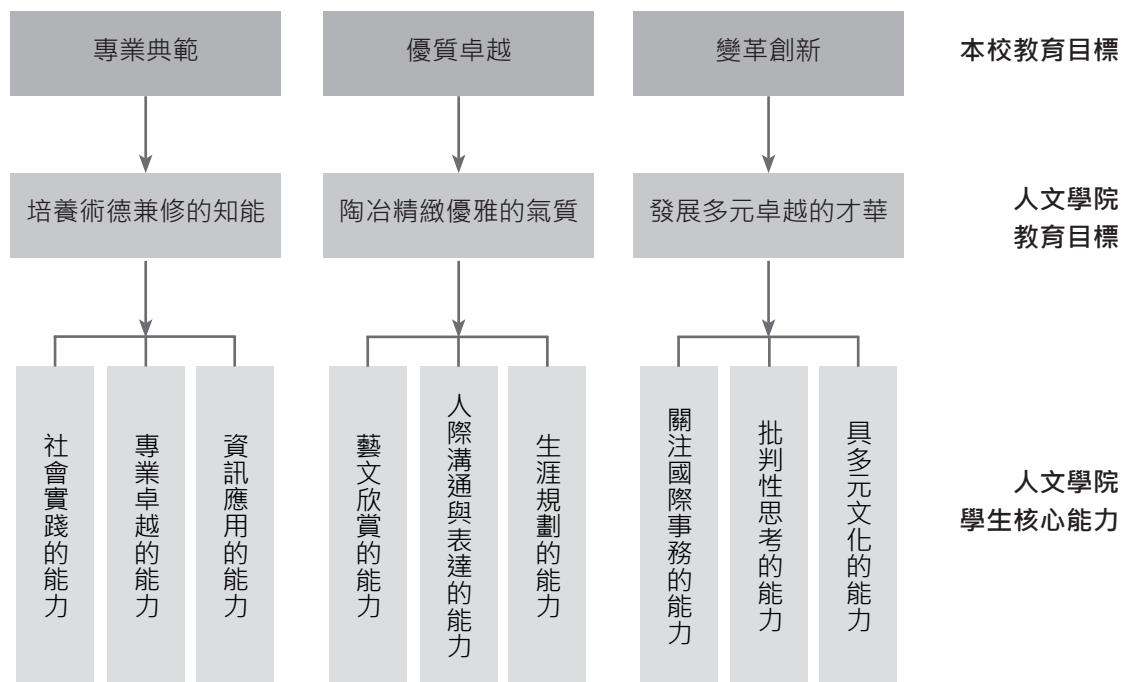 專業典範
優質卓越
變革創新
本校教育目標
培養術德兼修的知能
陶冶精緻優雅的氣質
發展多元卓越的才華
人文學院
教育目標
社會實踐的能力
專業卓越的能力
資訊應用的能力
藝文欣賞的能力
人際溝通與表達的能力
生涯規劃的能力
關注國際事務的能力
批判性思考的能力
具多元文化的能力
人文學院
學生核心能力